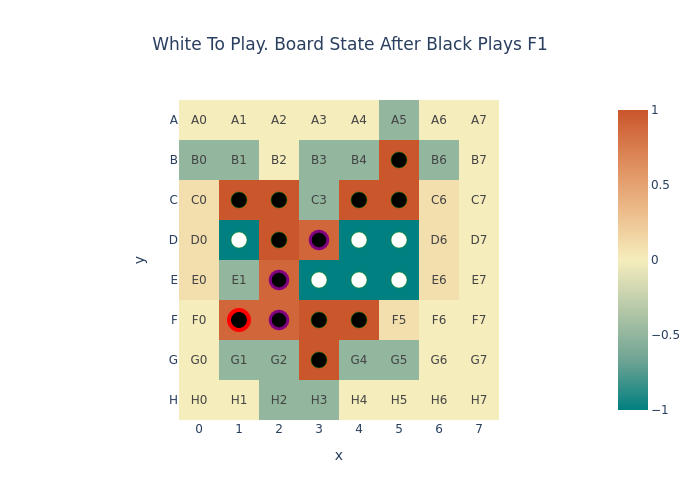 White To Play. Board State After Black Plays F1
A A0 A1 A2 A3 A4 A5 A6 A7
B B0 B1 B2 B3 B4 B6 B7
C C0 C3 C6 C7
D D0 D6 D7
E E0 E1 E6 E7
F F0 F5 F6 F7
G G0 G1 G2 G4 G5 G6 G7
H H0 H1 H2 H3 H4 H5 H6 H7
0 1 2 3 4 5 6 7
x
y
1
0.5
0
−0.5
−1